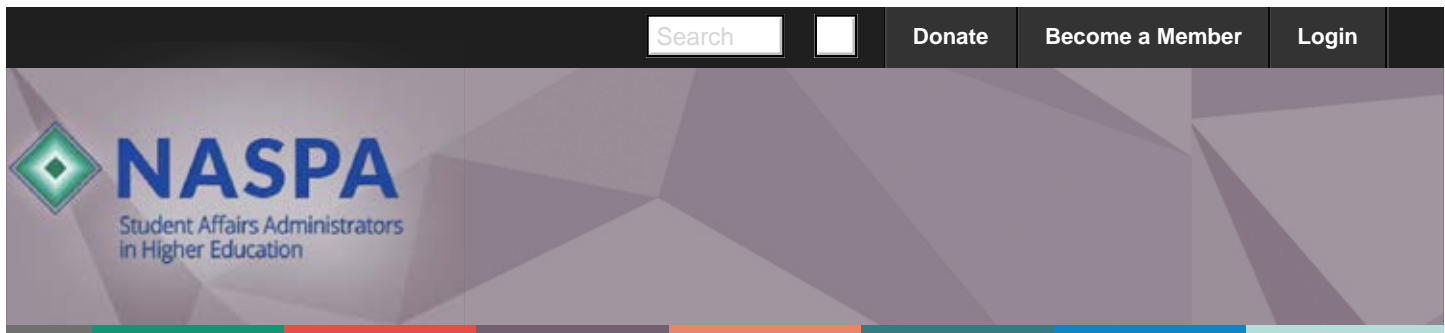 Search
Donate
Become a Member
Login
NASPA
Student Affairs Administrators
in Higher Education